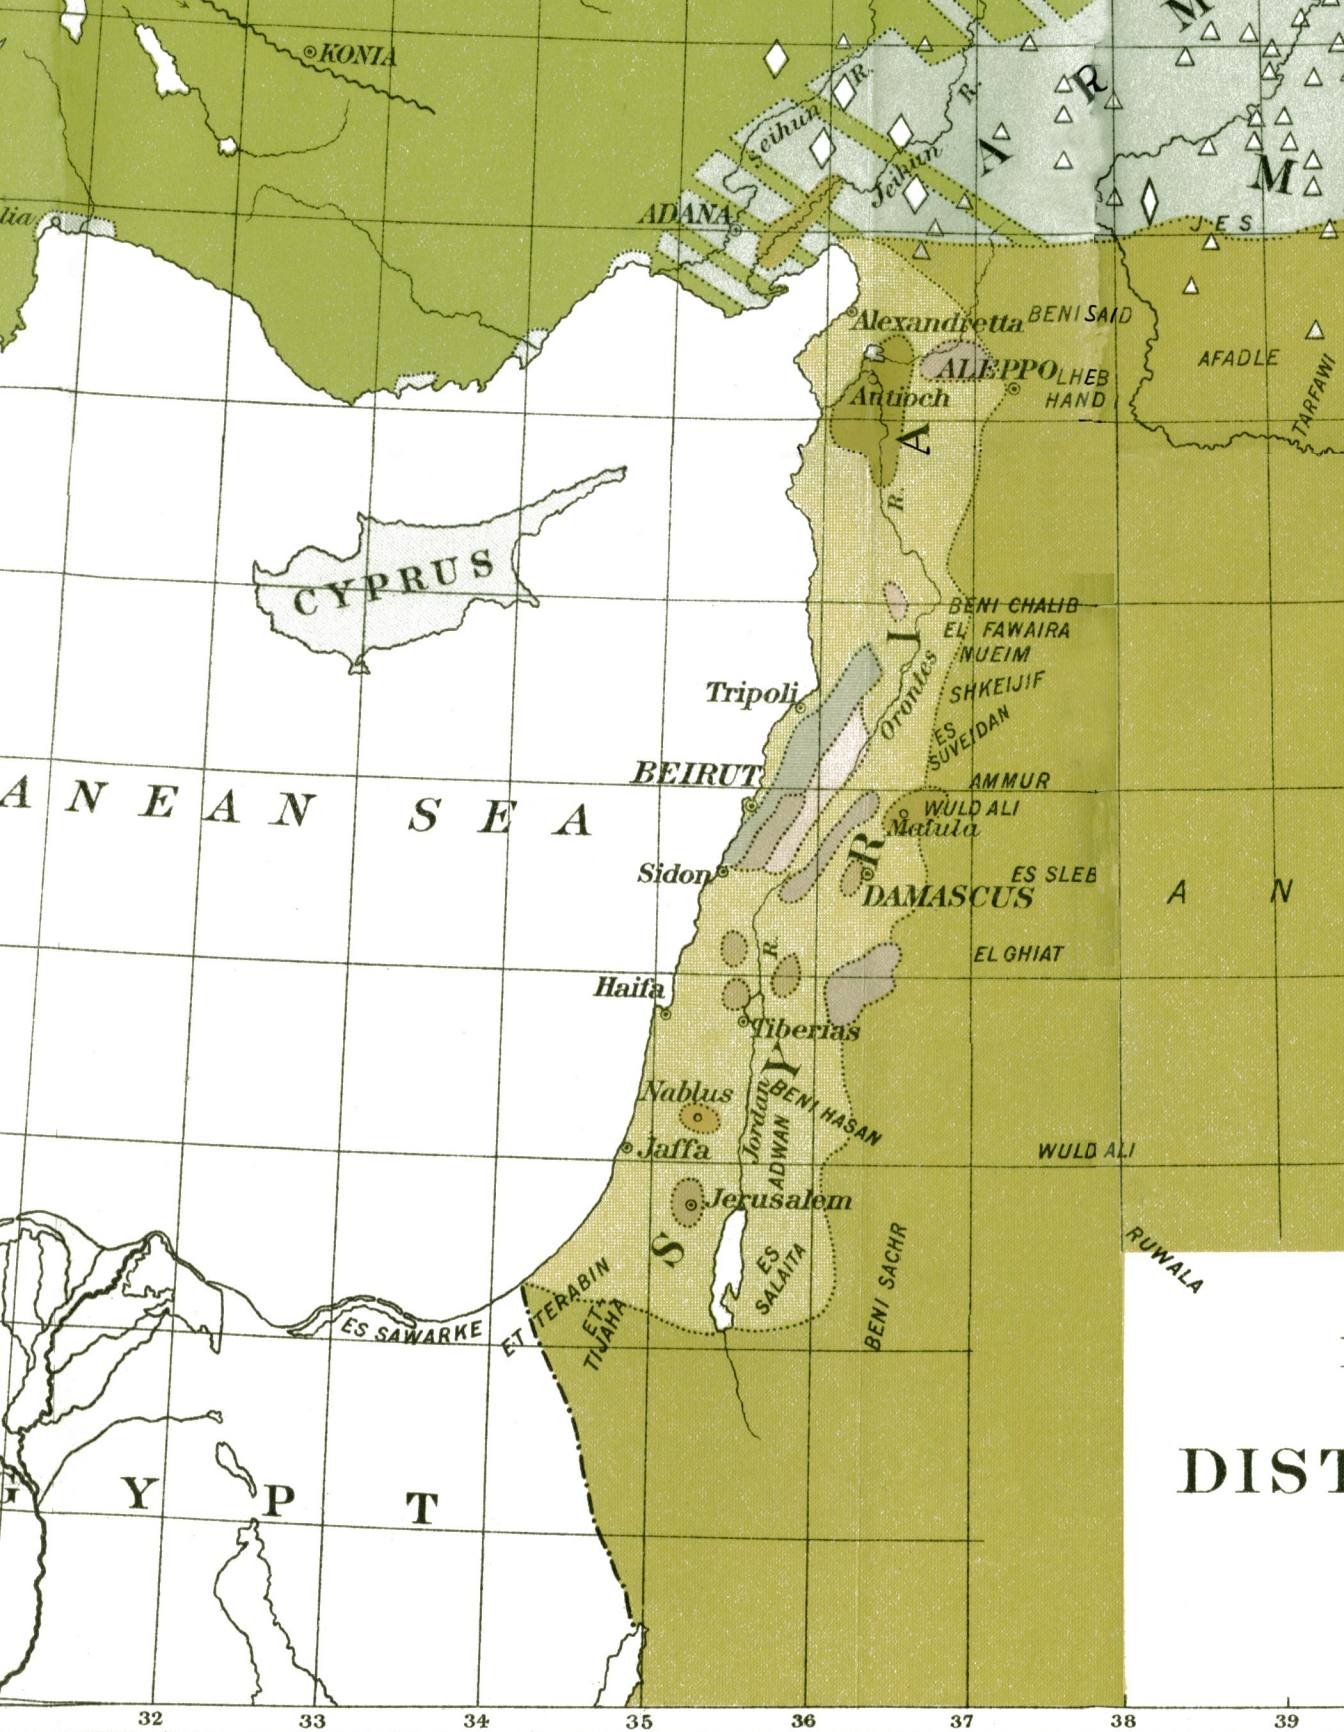 KONIA
M
R
A
M
R.
R.
Seihun
Jeihun
ADANA
lia
JES
Alexandretta
BENI SAID
ALEPPO
LHEB
HAND
AFADLE
TARFAWI
Antioch
A
R.
CYPRUS
BENI CHALIB
EL FAWAIRA
NUEIM
I
SHKEIJIF
Orontes
ES
SUVEIDAN
Tripoli
BEIRUT
AMMUR
WULD ALI
Malula
ANEAN SEA
R
Sidon
ES SLEB
DAMASCUS
A N
R.
EL GHIAT
Haifa
Tiberias
Y
Nablus
Jordan
BENI HASAN
ADWAN
Jaffa
WULD ALI
Jerusalem
S
ES
SALAITA
BENI SACHR
RUWALA
ET TERABIN
ET-
TIJAHA
ES SAWARKE
GYPT
DIST
32 33 34 35 36 37 38 39